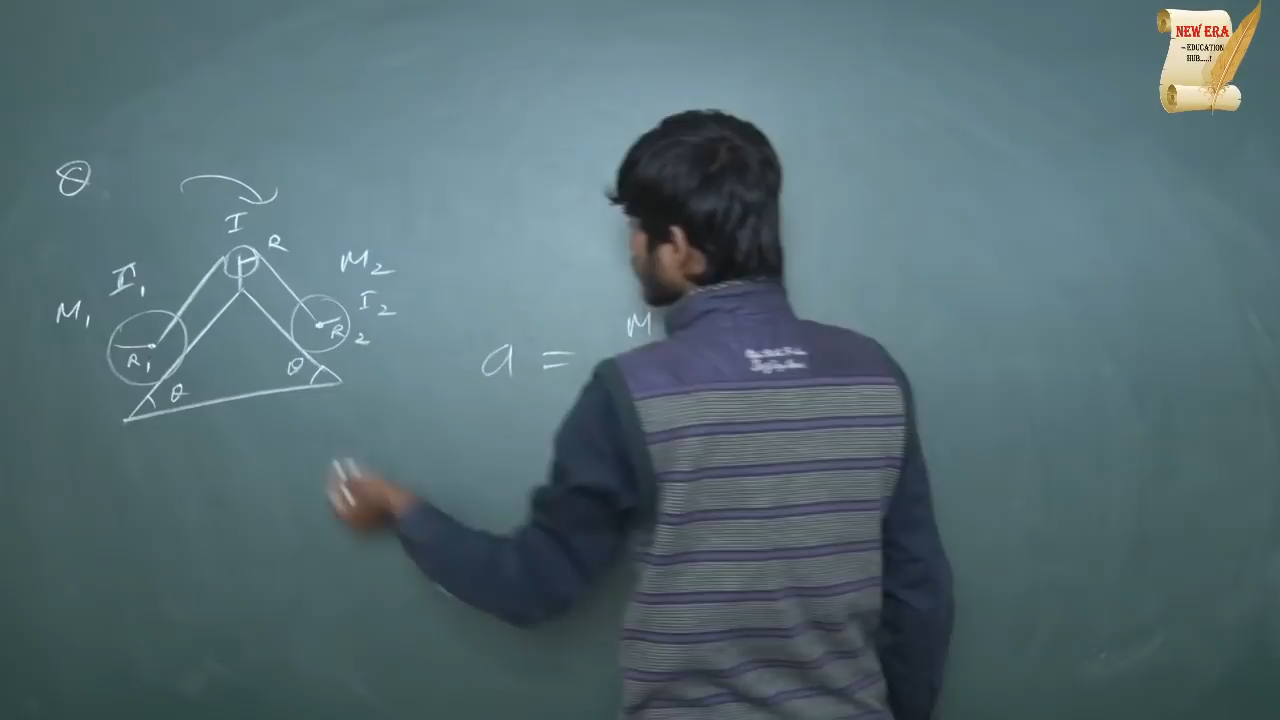 NEW ERA
EDUCATION
HUB.....!
Q
I
R
M2
I1
I2
M1
R1
R2
θ
θ
a = M